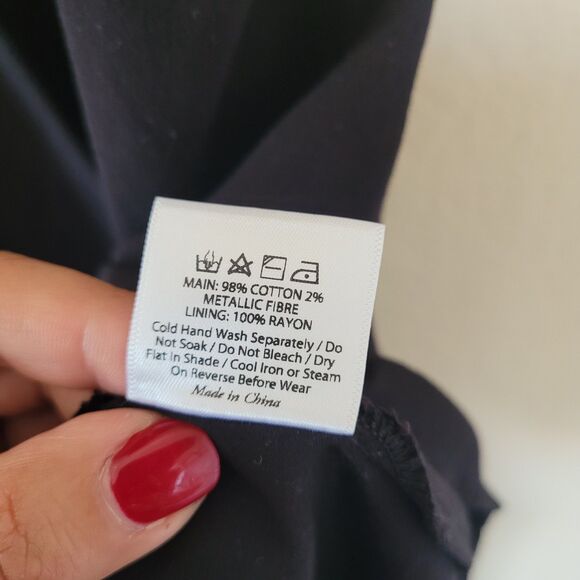 MAIN: 98% COTTON 2%
METALLIC FIBRE
LINING: 100% RAYON
Cold Hand Wash Separately / Do
Not Soak / Do Not Bleach / Dry
Flat in Shade / Cool Iron or Steam
On Reverse Before Wear
Made in China